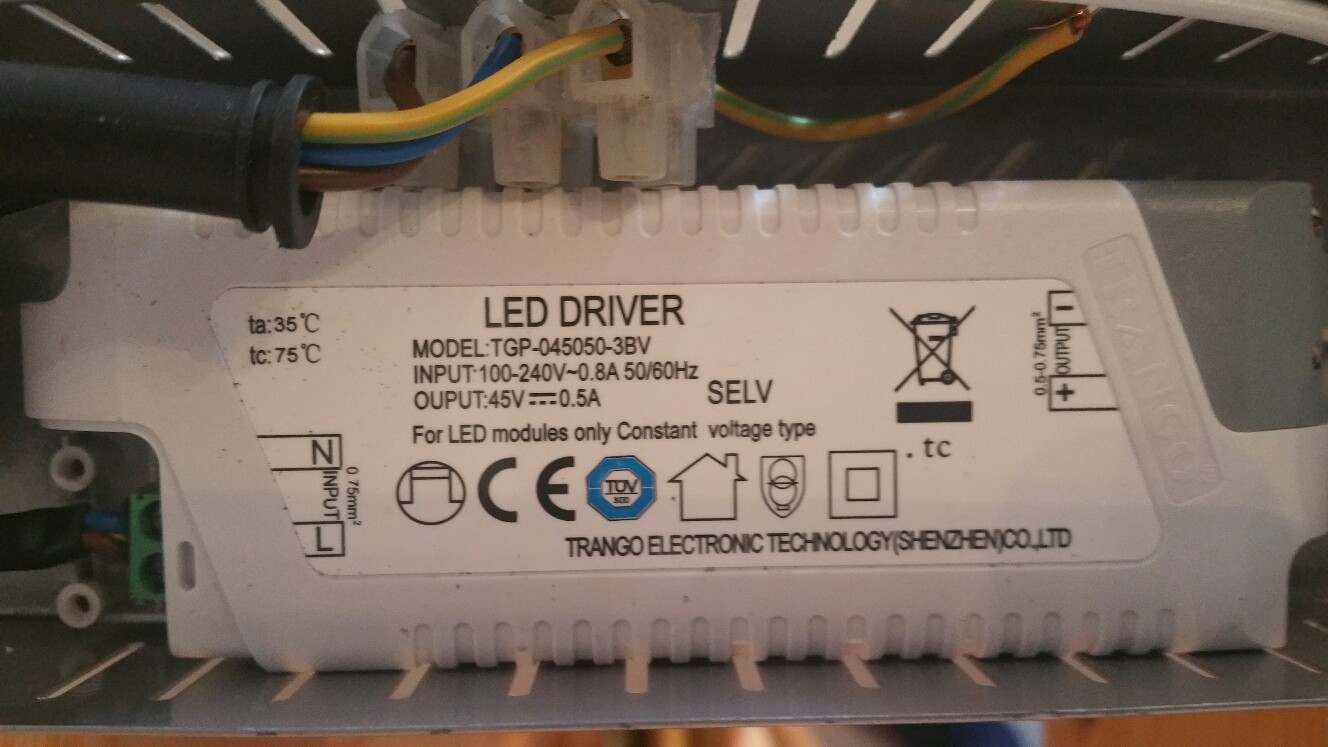 ta:35℃
tc:75℃
LED DRIVER
MODEL:TGP-045050-3BV
INPUT:100-240V~0.8A 50/60Hz
OUPUT:45V⎓0.5A
SELV
For LED modules only Constant voltage type
N
INPUT
L
0.75mm²
CE
TÜV
SUD
.tc
TRANGO ELECTRONIC TECHNOLOGY(SHENZHEN)CO.,LTD
-
OUTPUT
+
0.5-0.75mm²
TRANGO®